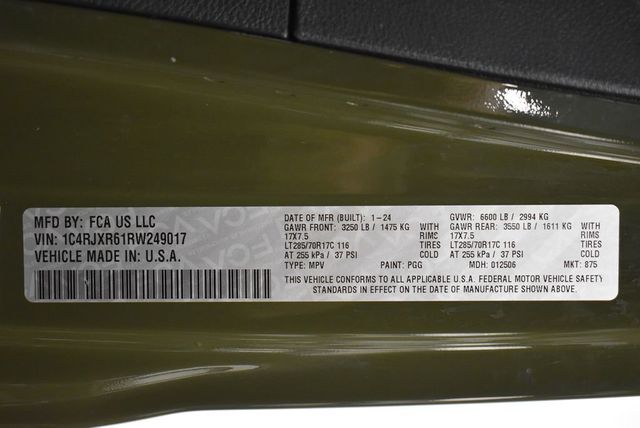 MFD BY: FCA US LLC
VIN: 1C4RJXR61RW249017
VEHICLE MADE IN: U.S.A.
DATE OF MFR (BUILT): 1-24 GVWR: 6600 LB / 2994 KG
GAWR FRONT: 3250 LB / 1475 KG GAWR REAR: 3550 LB / 1611 KG
17X7.5 RIMS 17X7.5 RIMS
LT285/70R17C 116 TIRES LT285/70R17C 116 TIRES
AT 255 kPa / 37 PSI COLD AT 255 kPa / 37 PSI COLD
TYPE: MPV PAINT: PGG MDH: 012506 MKT: 875
THIS VEHICLE CONFORMS TO ALL APPLICABLE U.S.A. FEDERAL MOTOR VEHICLE SAFETY
STANDARDS IN EFFECT ON THE DATE OF MANUFACTURE SHOWN ABOVE.